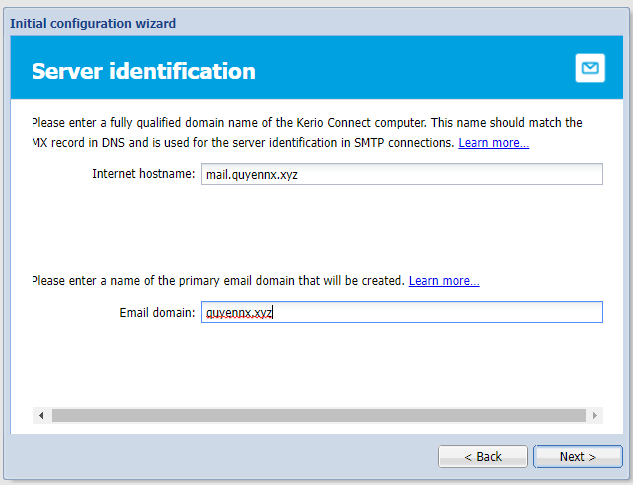 Initial configuration wizard
Server identification
Please enter a fully qualified domain name of the Kerio Connect computer. This name should match the
MX record in DNS and is used for the server identification in SMTP connections. Learn more...
Internet hostname: mail.quyennx.xyz
Please enter a name of the primary email domain that will be created. Learn more...
Email domain: quyennx.xyz
< Back Next >